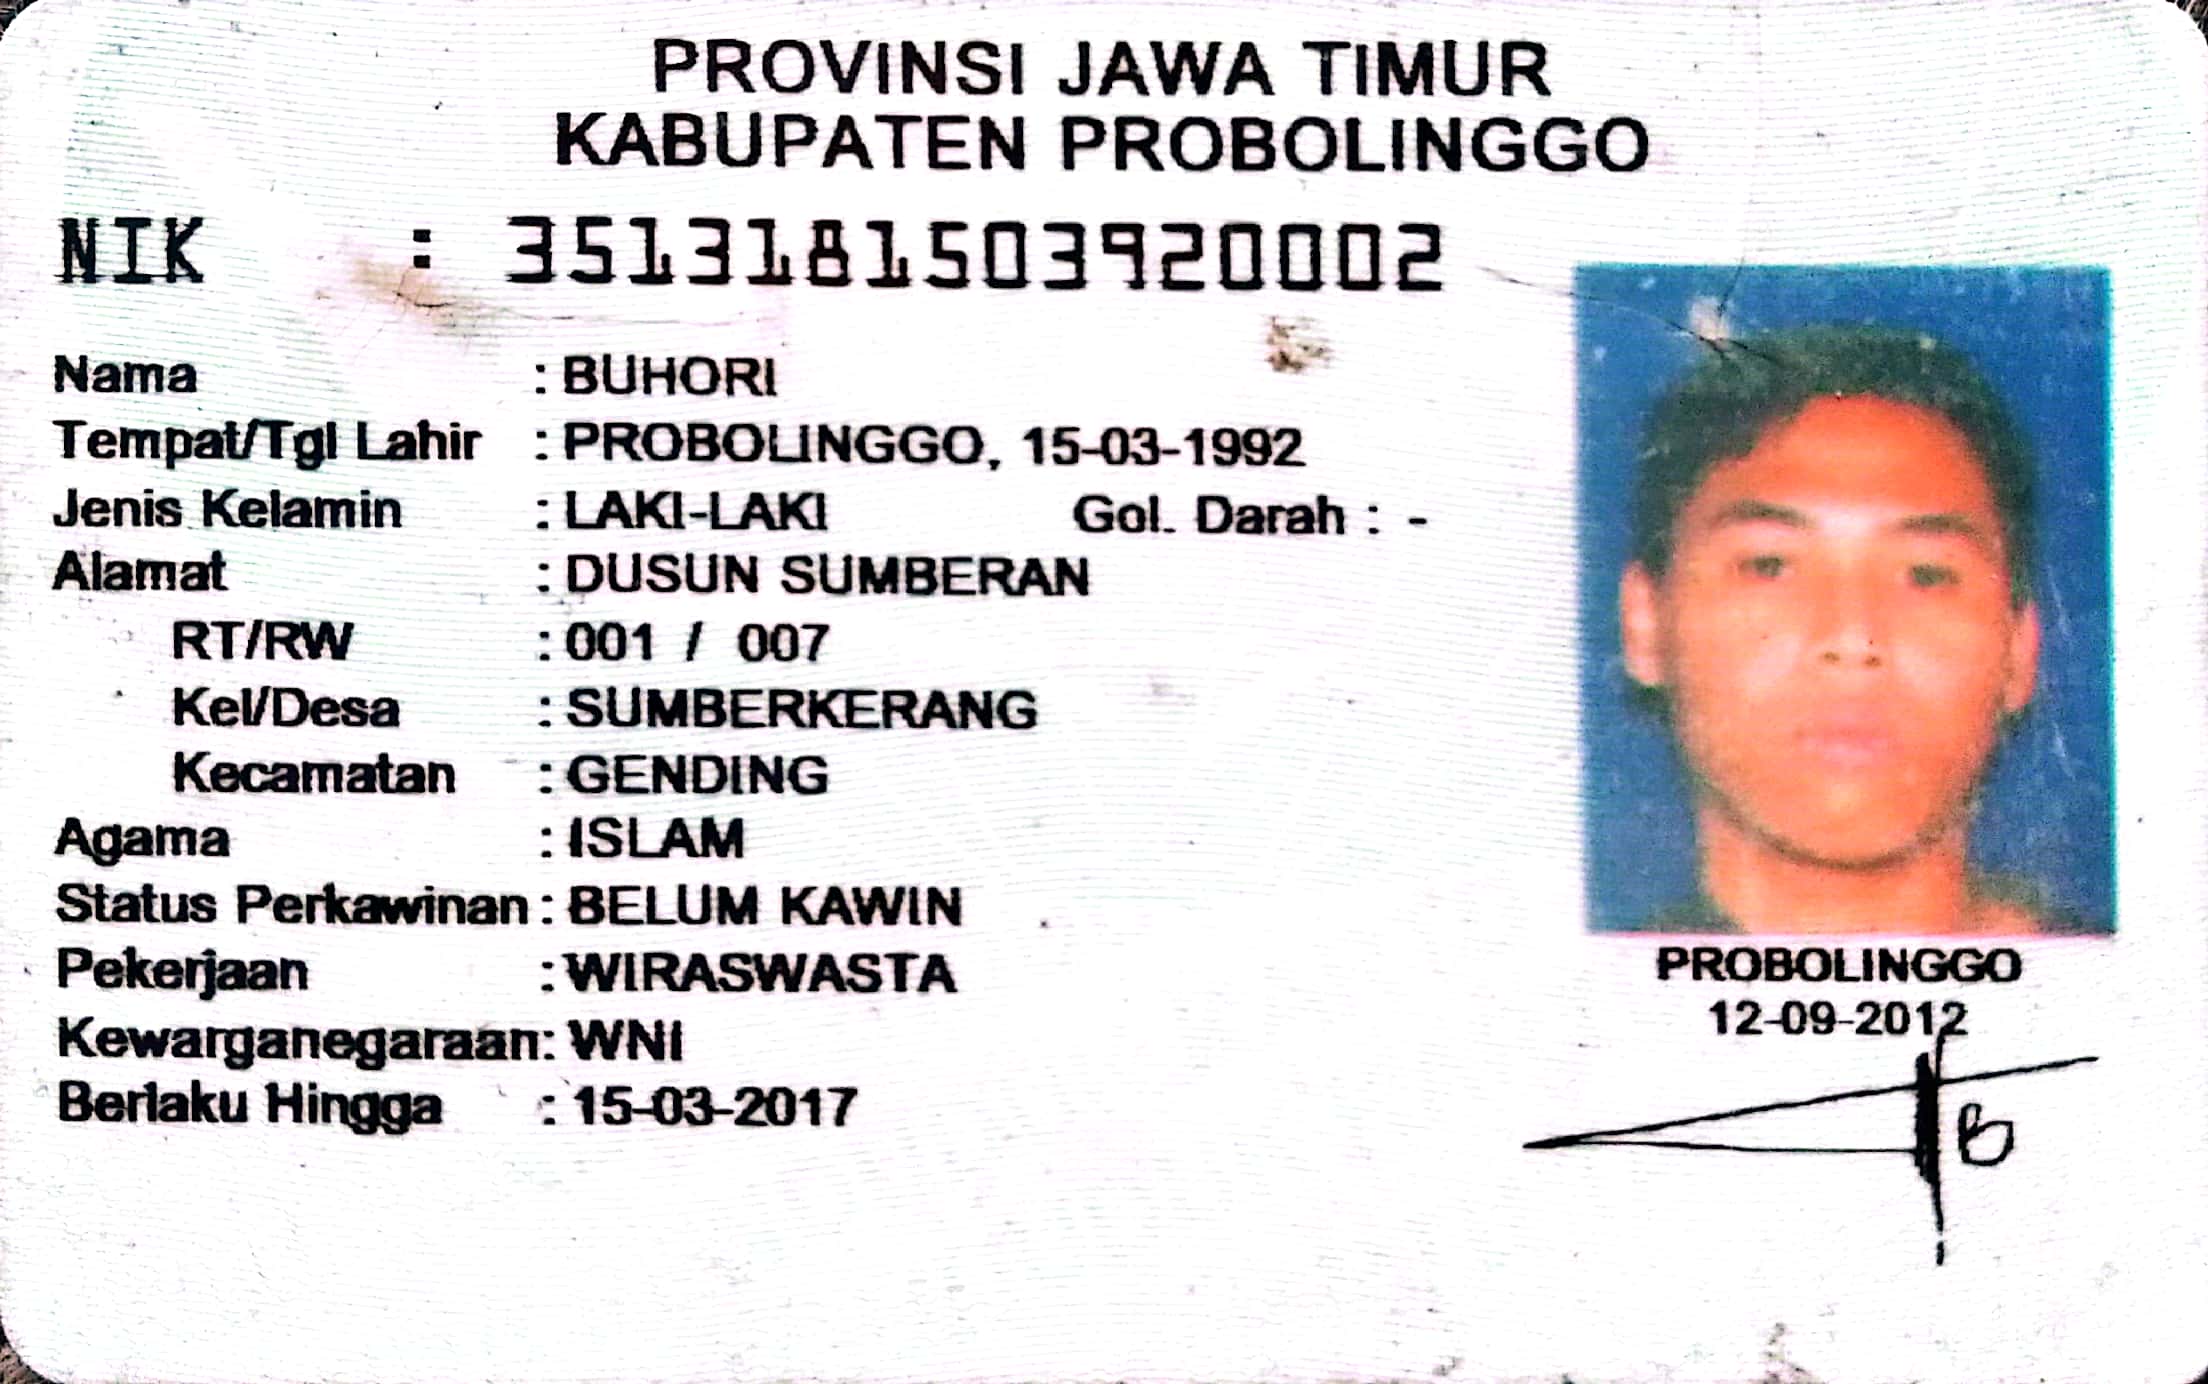 PROVINSI JAWA TIMUR
KABUPATEN PROBOLINGGO
NIK : 3513181503920002
Nama : BUHORI
Tempat/Tgl Lahir : PROBOLINGGO, 15-03-1992
Jenis Kelamin : LAKI-LAKI Gol. Darah : -
Alamat : DUSUN SUMBERAN
RT/RW : 001 / 007
Kel/Desa : SUMBERKERANG
Kecamatan : GENDING
Agama : ISLAM
Status Perkawinan : BELUM KAWIN
Pekerjaan : WIRASWASTA
Kewarganegaraan : WNI
Berlaku Hingga : 15-03-2017
PROBOLINGGO
12-09-2012
B